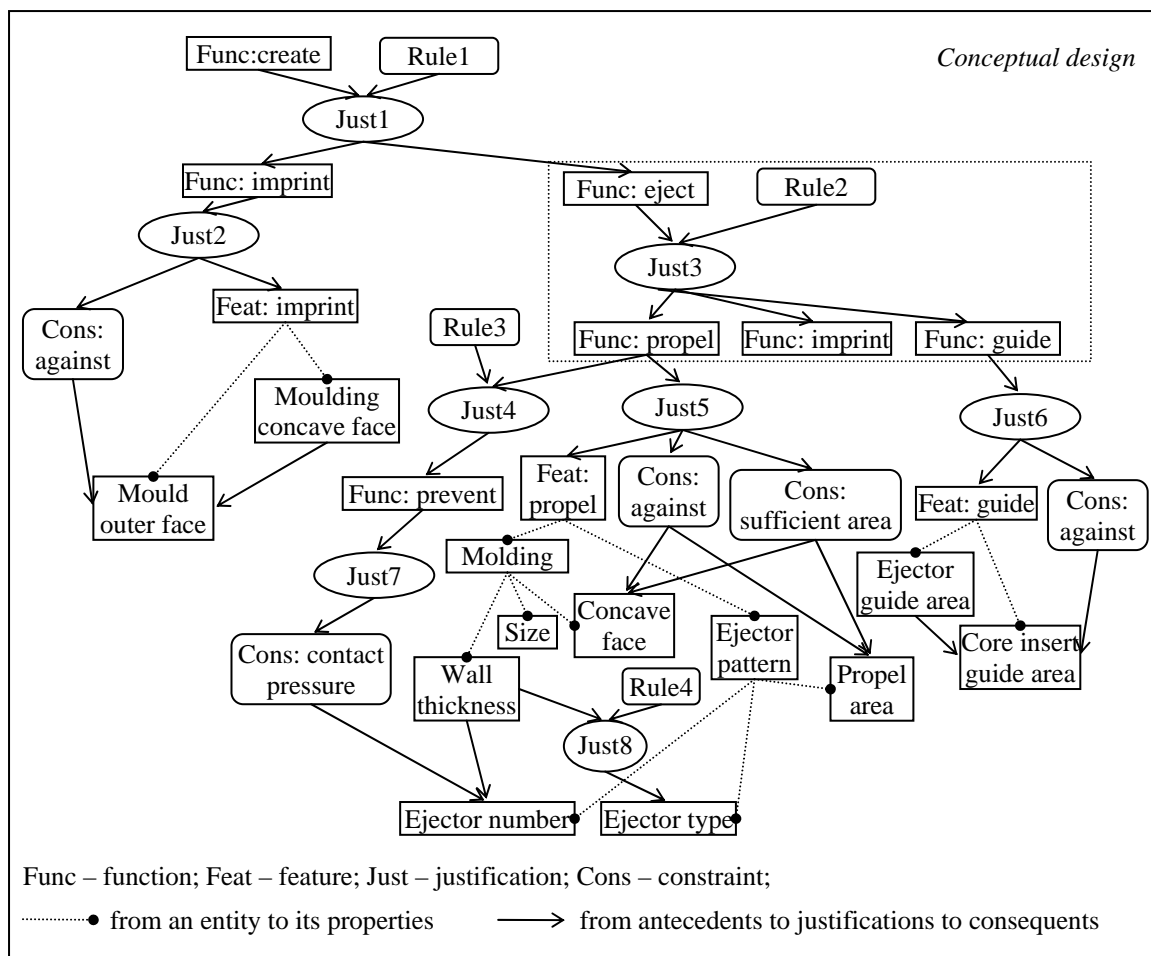 Func:create
Rule1
Conceptual design
Just1
Func: imprint
Func: eject
Rule2
Just2
Just3
Cons:
against
Feat: imprint
Rule3
Func: propel
Func: imprint
Func: guide
Moulding
concave face
Just4
Just5
Just6
Mould
outer face
Func: prevent
Feat:
propel
Cons:
against
Cons:
sufficient area
Feat: guide
Cons:
against
Just7
Molding
Size
Concave
face
Ejector
pattern
Ejector
guide area
Core insert
guide area
Cons: contact
pressure
Wall
thickness
Rule4
Propel
area
Just8
Ejector number
Ejector type
Func – function; Feat – feature; Just – justification; Cons – constraint;
from an entity to its properties
from antecedents to justifications to consequents